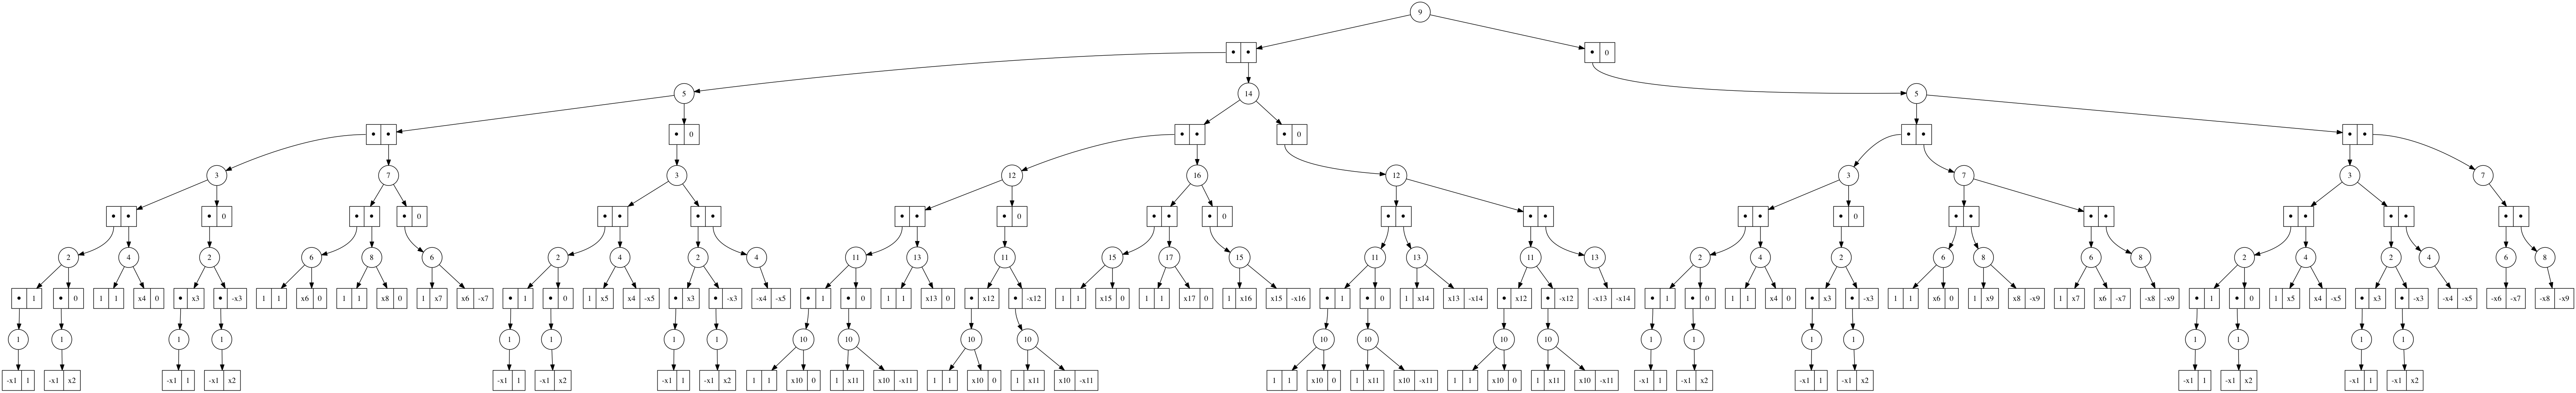 9
• • • 0
5 14 5
• • • 0 • • • 0 • • • •
3 7 3 12 16 12 3 7 3 7
• • • 0 • • • 0 • • • • • • • 0 • • • 0 • • • • • • • 0 • • • • • • • • • •
2 4 2 6 8 6 2 4 2 4 11 13 11 15 17 15 11 13 11 13 2 4 2 6 8 6 8 2 4 2 4 6 8
• 1 • 0 1 1 x4 0 • x3 • -x3 1 1 x6 0 1 1 x8 0 1 x7 x6 -x7 • 1 • 0 1 x5 x4 -x5 • x3 • -x3 -x4 -x5 • 1 • 0 1 1 x13 0 • x12 • -x12 1 1 x15 0 1 1 x17 0 1 x16 x15 -x16 • 1 • 0 1 x14 x13 -x14 • x12 • -x12 -x13 -x14 • 1 • 0 1 1 x4 0 • x3 • -x3 1 1 x6 0 1 x9 x8 -x9 1 x7 x6 -x7 -x8 -x9 • 1 • 0 1 x5 x4 -x5 • x3 • -x3 -x4 -x5 -x6 -x7 -x8 -x9
1 1 1 1 1 1 1 1 10 10 10 10 10 10 10 10 1 1 1 1 1 1 1 1
-x1 1 -x1 x2 -x1 1 -x1 x2 -x1 1 -x1 x2 -x1 1 -x1 x2 1 1 x10 0 1 x11 x10 -x11 1 1 x10 0 1 x11 x10 -x11 1 1 x10 0 1 x11 x10 -x11 1 1 x10 0 1 x11 x10 -x11 -x1 1 -x1 x2 -x1 1 -x1 x2 -x1 1 -x1 x2 -x1 1 -x1 x2